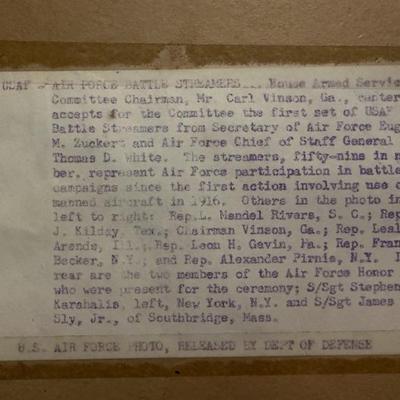 USAF - AIR FORCE BATTLE STREAMERS... House Armed Servic
Committee Chairman, Mr. Carl Vinson, Ga., center
accepts for the Committee the first set of USAF
Battle Streamers from Secretary of Air Force Eug
M. Zuckert and Air Force Chief of Staff General
Thomas D. White. The streamers, fifty-nine in n
ber, represent Air Force participation in battle
campaigns since the first action involving use o
manned aircraft in 1916. Others in the photo in
left to right: Rep. L. Mendel Rivers, S. C.; Rep
J. Kilday, Tex.; Chairman Vinson, Ga.; Rep. Lesl
Arends, Ill.; Rep. Leon H. Gavin, Pa.; Rep. Fran
Becker, N.Y.; and Rep. Alexander Pirnie, N.Y. I
rear are the two members of the Air Force Honor
who were present for the ceremony; S/Sgt Stephen
Karahalis, left, New York, N.Y. and S/Sgt James
Sly, Jr., of Southbridge, Mass.
U.S. AIR FORCE PHOTO, RELEASED BY DEPT OF DEFENSE